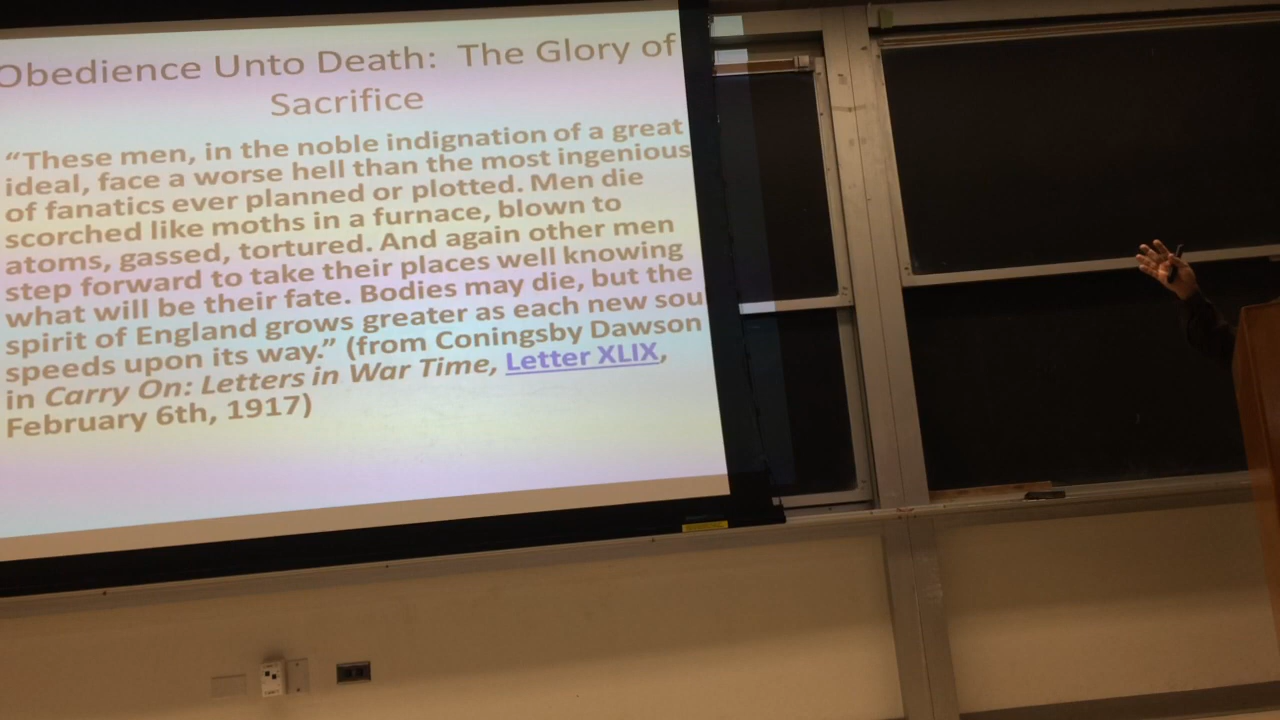 Obedience Unto Death: The Glory of
Sacrifice
“These men, in the noble indignation of a great
ideal, face a worse hell than the most ingenious
of fanatics ever planned or plotted. Men die
scorched like moths in a furnace, blown to
atoms, gassed, tortured. And again other men
step forward to take their places well knowing
what will be their fate. Bodies may die, but the
spirit of England grows greater as each new sou
speeds upon its way.” (from Coningsby Dawson
in Carry On: Letters in War Time, Letter XLIX,
February 6th, 1917)